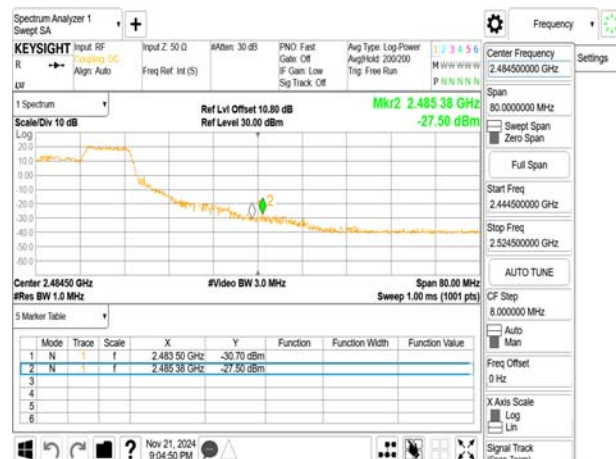 Spectrum Analyzer 1
Swept SA
+
Frequency
KEYSIGHT Input: RF Input Z: 50 Ω #Atten: 30 dB PNO: Fast Avg Type: Log-Power 1 2 3 4 5 6
R Coupling: DC Gate: Off Avg|Hold: 200/200 M W W W W W
Align: Auto Freq Ref: Int (S) IF Gain: Low Trig: Free Run
Sig Track: Off P N N N N N
Center Frequency
2.484500000 GHz
Settings
1 Spectrum
Ref Lvl Offset 10.80 dB
Mkr2 2.485 38 GHz
Scale/Div 10 dB
Ref Level 30.00 dBm
-27.50 dBm
Span
80.0000000 MHz
Swept Span
Zero Span
Full Span
Start Freq
2.444500000 GHz
Stop Freq
2.524500000 GHz
AUTO TUNE
CF Step
8.000000 MHz
Auto
Man
Freq Offset
0 Hz
X Axis Scale
Log
Lin
Signal Track
(Span Zoom)
Log
20.0
10.0
0.00
-10.0
-20.0
-30.0
-40.0
-50.0
-60.0
2
Center 2.48450 GHz #Video BW 3.0 MHz Span 80.00 MHz
#Res BW 1.0 MHz Sweep 1.00 ms (1001 pts)
5 Marker Table
Mode Trace Scale X Y Function Function Width Function Value
1 N 1 f 2.483 50 GHz -30.70 dBm
2 N 1 f 2.485 38 GHz -27.50 dBm
3
4
5
6
?
Nov 21, 2024
9:04:50 PM